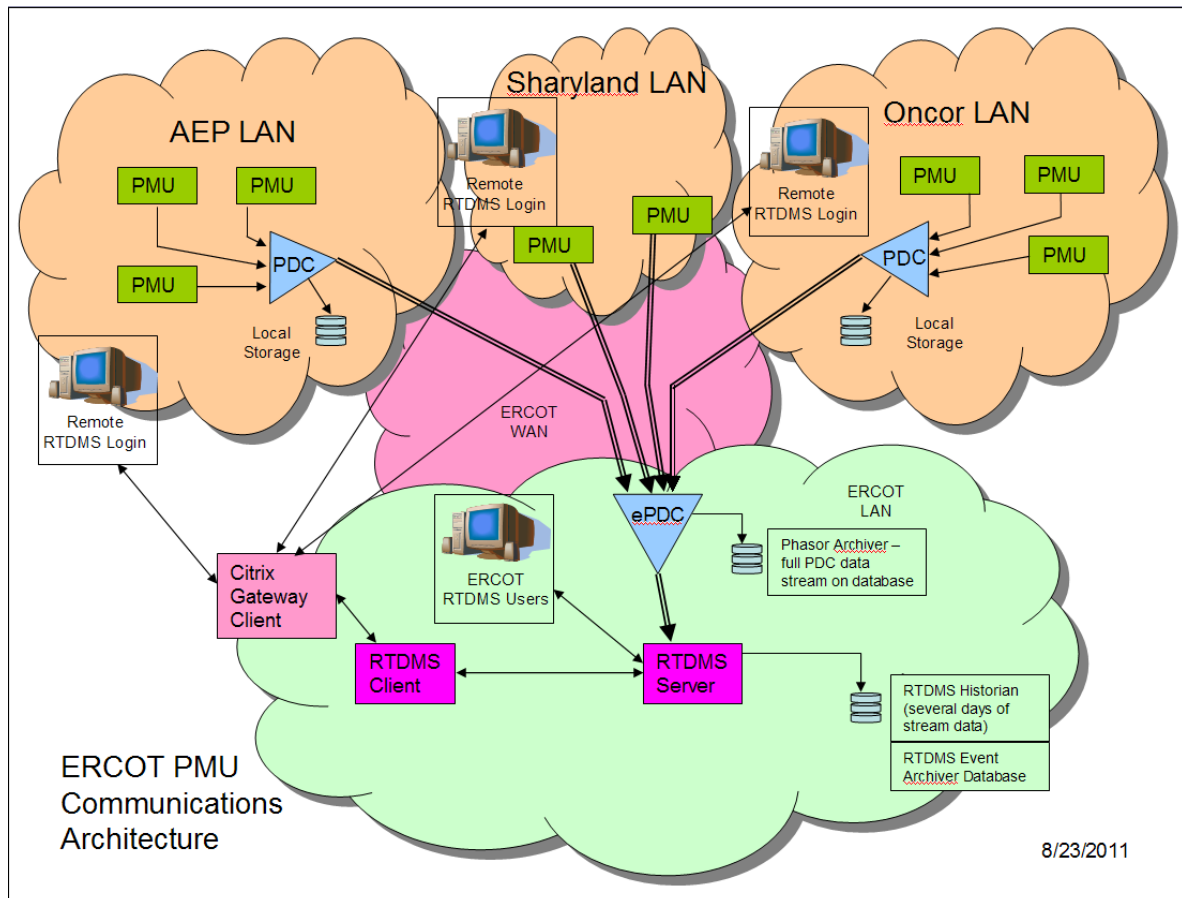 Sharyland LAN
AEP LAN
Oncor LAN
PMU
PMU
PMU
PDC
Local
Storage
Remote
RTDMS Login
Remote
RTDMS Login
PMU
PMU
Remote
RTDMS Login
PMU
PMU
PMU
PDC
Local
Storage
ERCOT
WAN
ERCOT
LAN
ePDC
Phasor Archiver –
full PDC data
stream on database
ERCOT
RTDMS Users
Citrix
Gateway
Client
RTDMS
Client
RTDMS
Server
RTDMS Historian
(several days of
stream data)
RTDMS Event
Archiver Database
ERCOT PMU
Communications
Architecture
8/23/2011